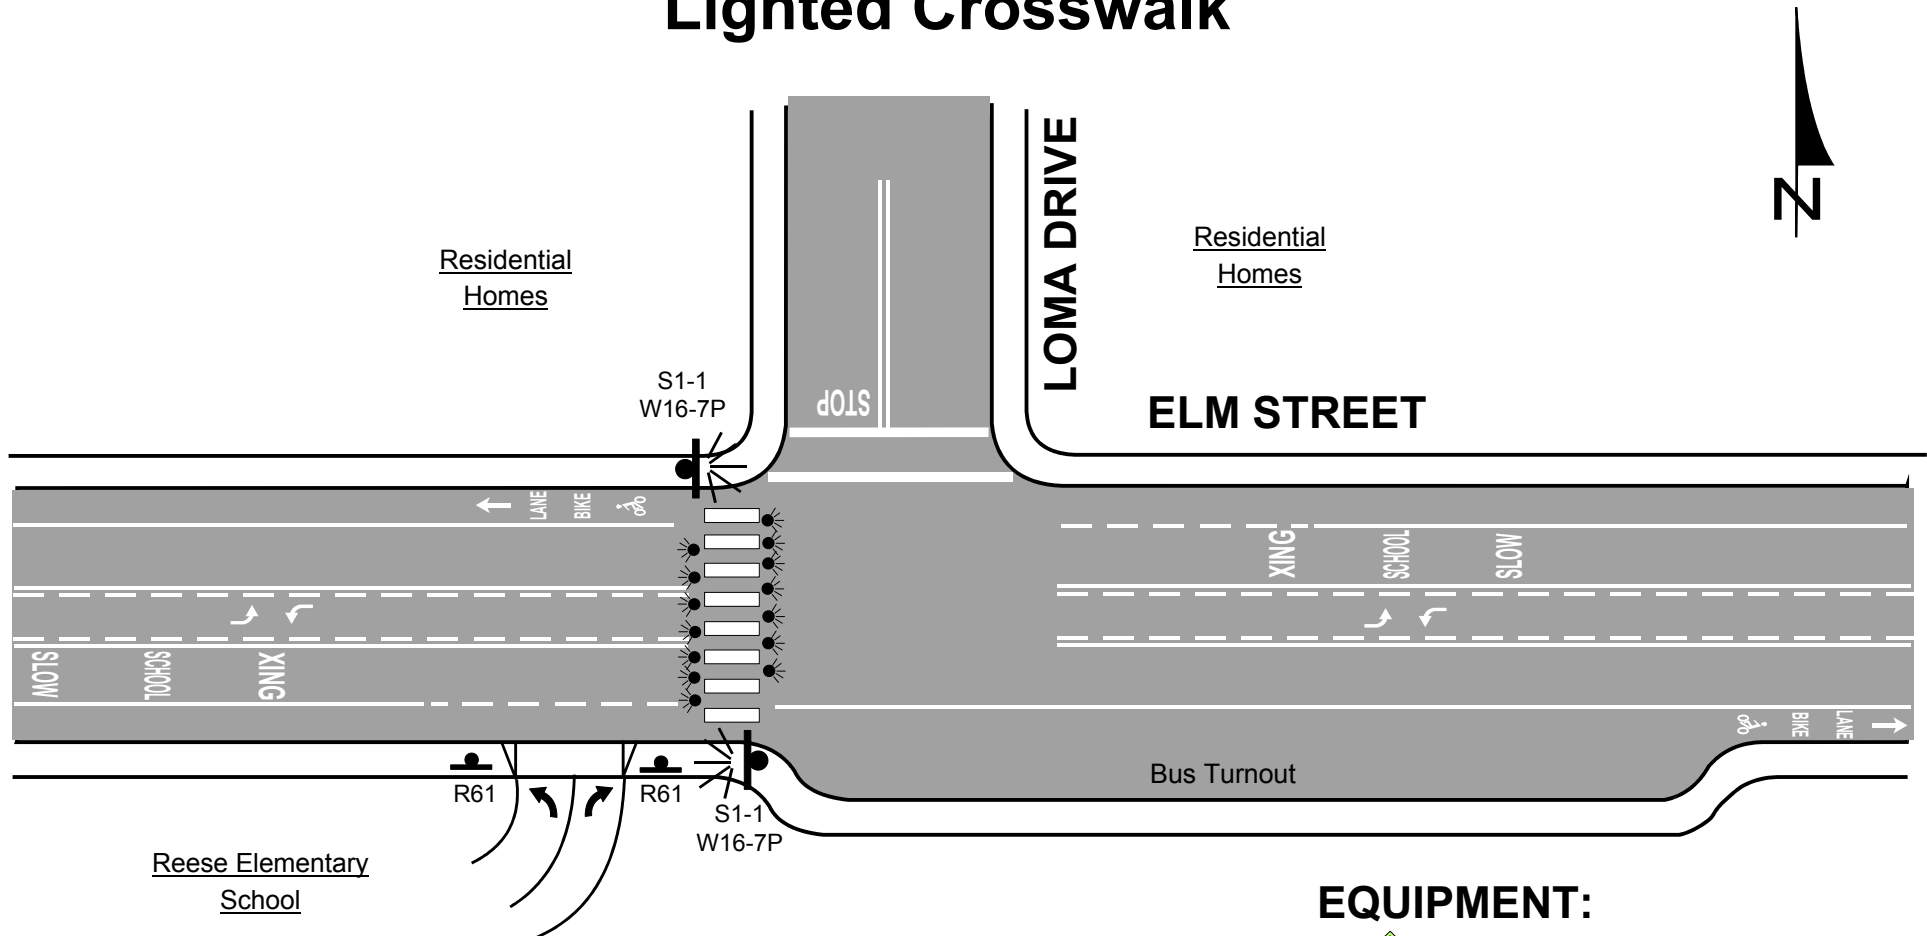 Lighted Crosswalk
N
LOMA DRIVE
Residential
Homes
Residential
Homes
S1-1
W16-7P
STOP
ELM STREET
LANE
BIKE
XING
SCHOOL
SLOW
SLOW
SCHOOL
XING
BIKE
LANE
Bus Turnout
R61
R61
S1-1
W16-7P
Reese Elementary
School
EQUIPMENT: